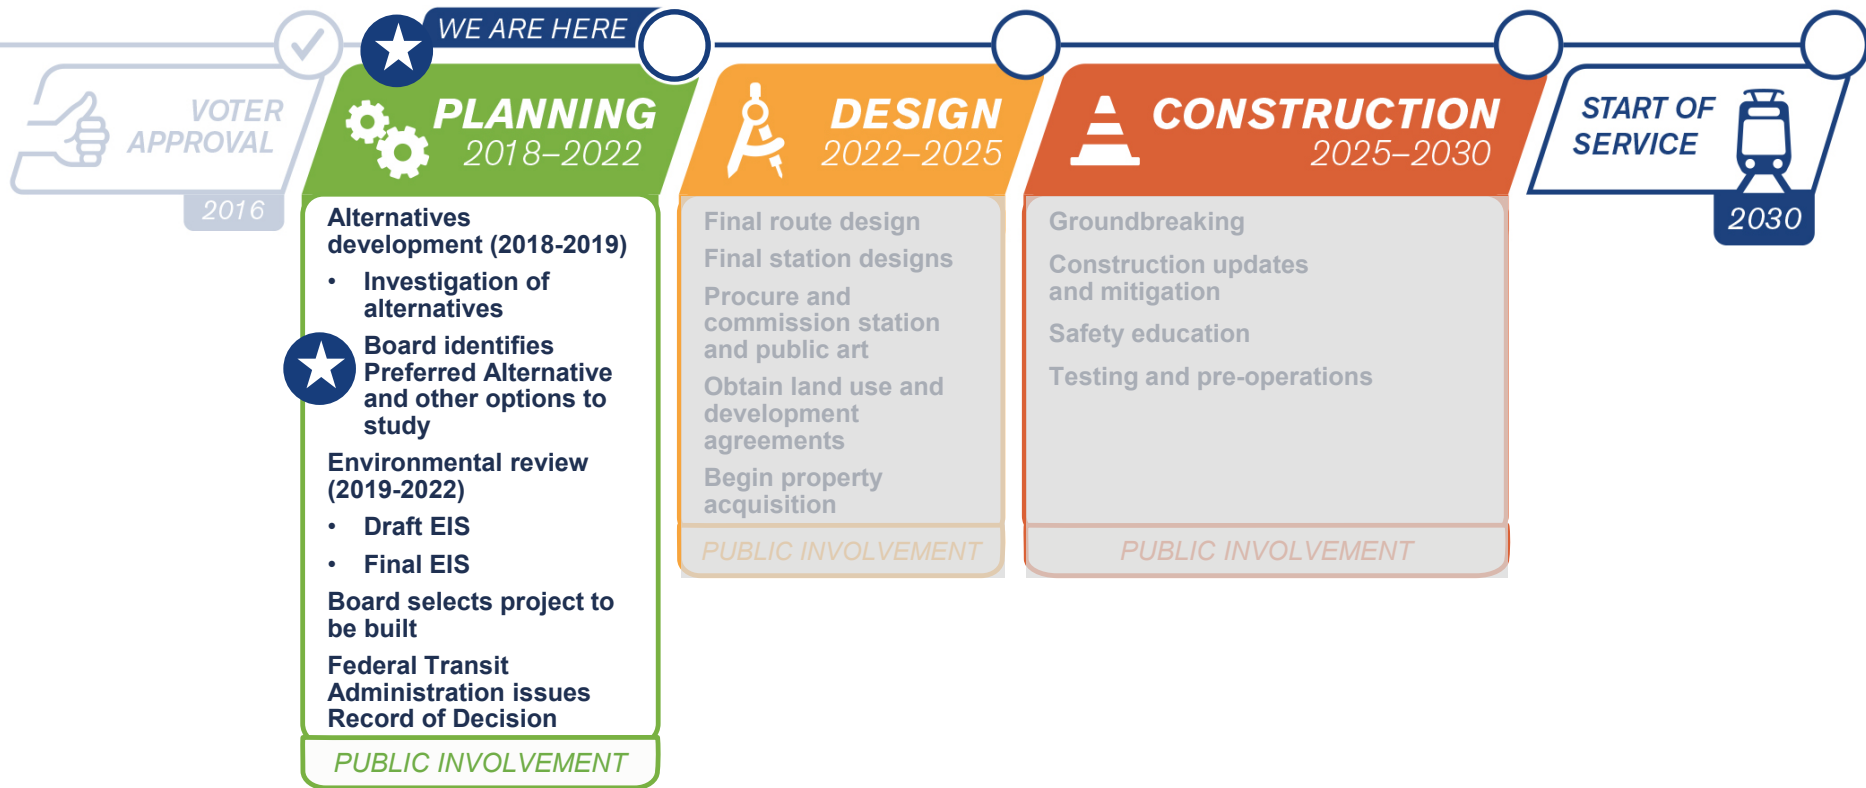 WE ARE HERE
VOTER
APPROVAL
2016
PLANNING
2018–2022
Alternatives
development (2018-2019)
• Investigation of
alternatives
Board identifies
Preferred Alternative
and other options to
study
Environmental review
(2019-2022)
• Draft EIS
• Final EIS
Board selects project to
be built
Federal Transit
Administration issues
Record of Decision
PUBLIC INVOLVEMENT
DESIGN
2022–2025
Final route design
Final station designs
Procure and
commission station
and public art
Obtain land use and
development
agreements
Begin property
acquisition
PUBLIC INVOLVEMENT
CONSTRUCTION
2025–2030
Groundbreaking
Construction updates
and mitigation
Safety education
Testing and pre-operations
PUBLIC INVOLVEMENT
START OF
SERVICE
2030